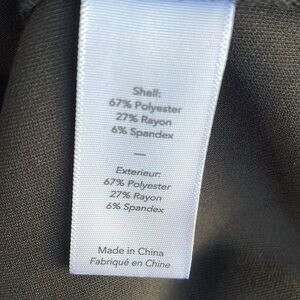 Shell:
67% Polyester
27% Rayon
6% Spandex
—
Exterieur:
67% Polyester
27% Rayon
6% Spandex
Made in China
Fabriqué en Chine